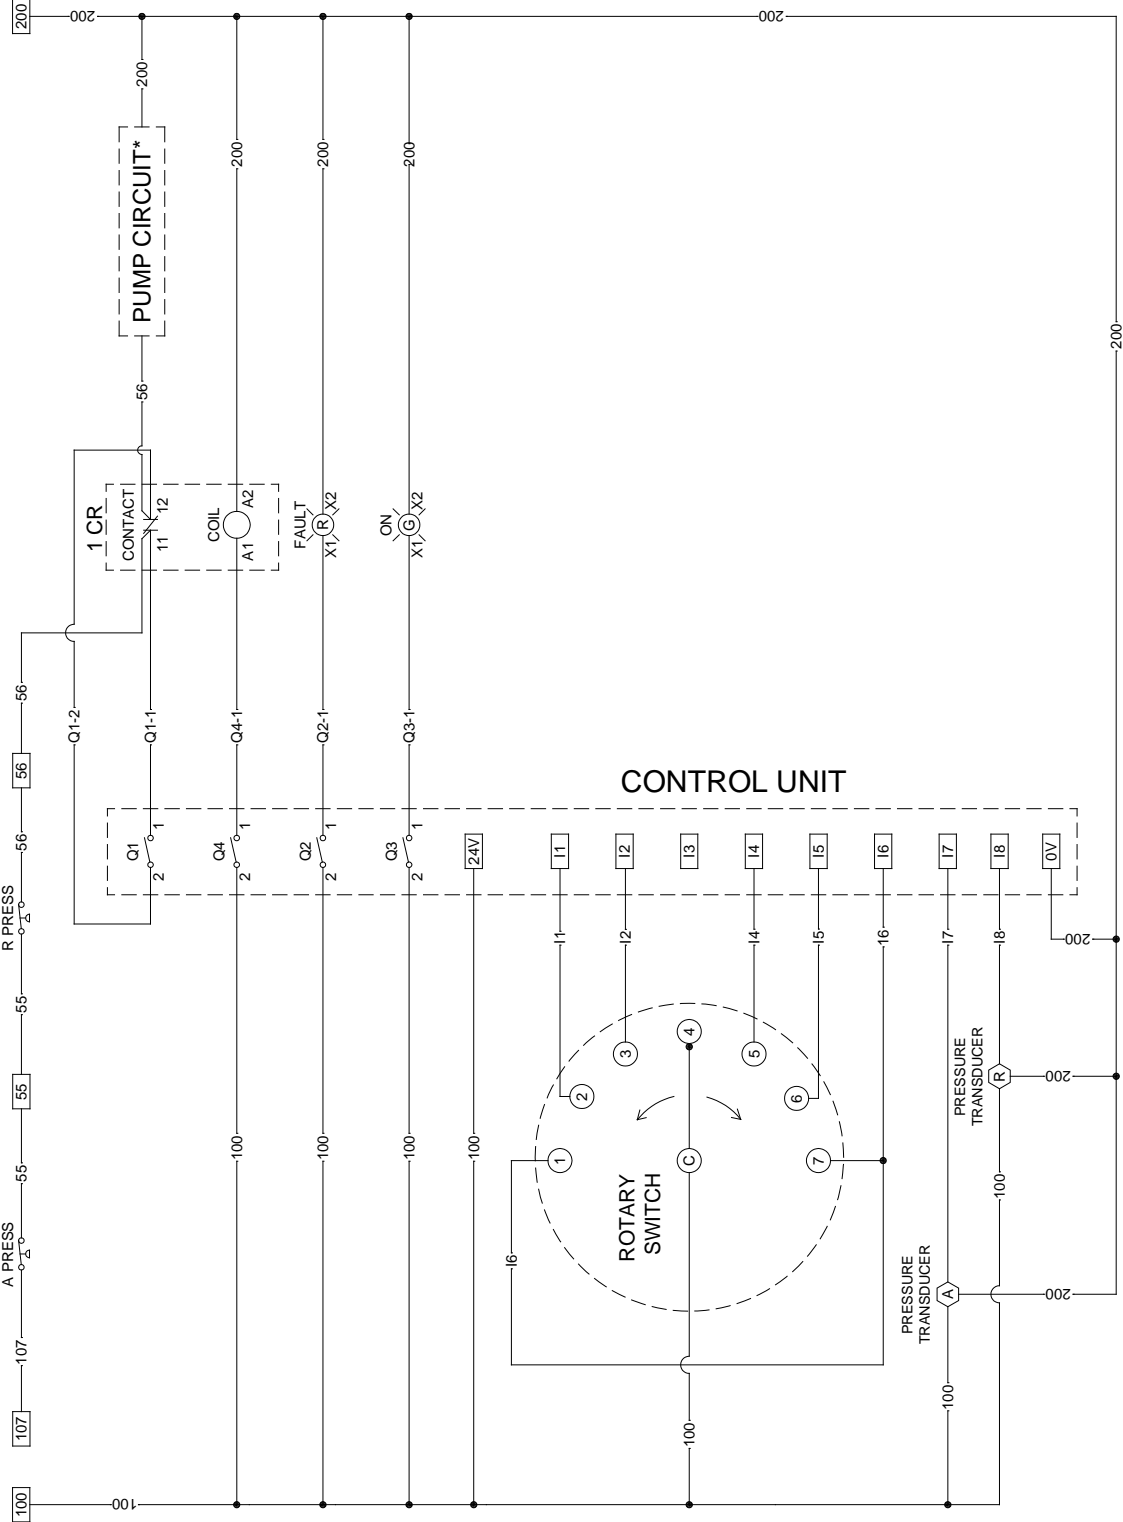 100
107
107
A PRESS
55
55
55
R PRESS
56
56
56
200
100
200
Q1-2
1 CR
PUMP CIRCUIT*
Q1
2
1
Q1-1
CONTACT
11
12
56
200
100
Q4
2
1
Q4-1
COIL
A1
A2
200
100
Q2
2
1
Q2-1
FAULT
X1
R
X2
200
100
Q3
2
1
Q3-1
ON
X1
G
X2
200
100
24V
CONTROL UNIT
I6
1
2
I1
I1
3
I2
I2
ROTARY
SWITCH
100
C
4
I3
5
I4
I4
6
I5
I5
7
16
I6
PRESSURE
TRANSDUCER
100
A
I7
I7
PRESSURE
TRANSDUCER
100
R
I8
I8
0V
200
200
200
200
200